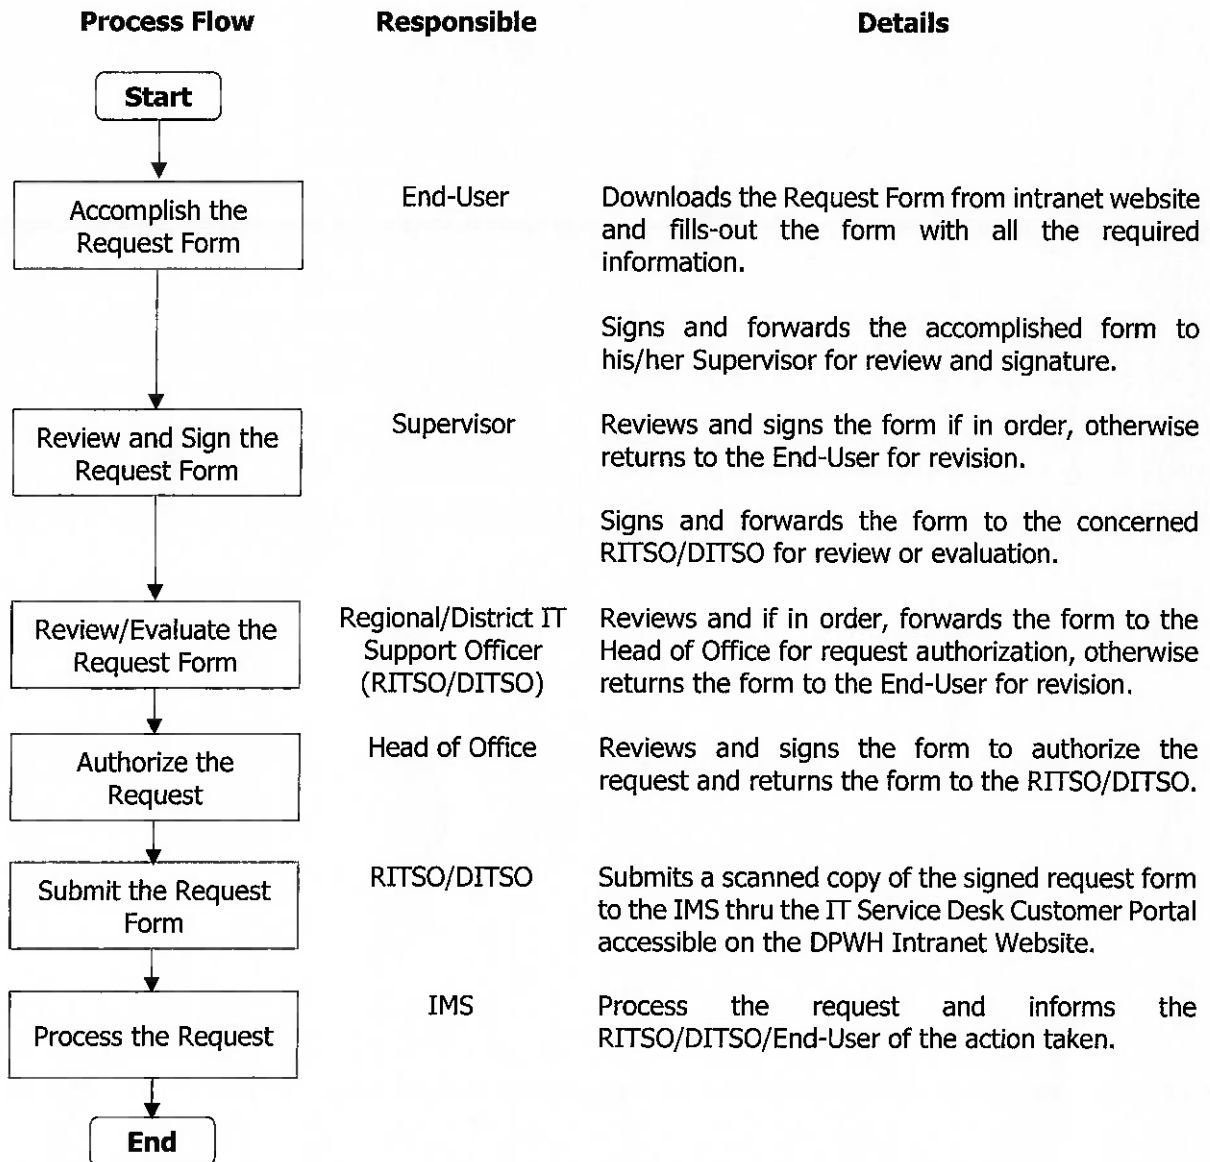 Process Flow Responsible Details
Start
Accomplish the
Request Form
End-User
Downloads the Request Form from intranet website
and fills-out the form with all the required
information.
Signs and forwards the accomplished form to
his/her Supervisor for review and signature.
Review and Sign the
Request Form
Supervisor
Reviews and signs the form if in order, otherwise
returns to the End-User for revision.
Signs and forwards the form to the concerned
RITSO/DITSO for review or evaluation.
Review/Evaluate the
Request Form
Regional/District IT
Support Officer
(RITSO/DITSO)
Reviews and if in order, forwards the form to the
Head of Office for request authorization, otherwise
returns the form to the End-User for revision.
Authorize the
Request
Head of Office
Reviews and signs the form to authorize the
request and returns the form to the RITSO/DITSO.
Submit the Request
Form
RITSO/DITSO
Submits a scanned copy of the signed request form
to the IMS thru the IT Service Desk Customer Portal
accessible on the DPWH Intranet Website.
Process the Request
IMS
Process the request and informs the
RITSO/DITSO/End-User of the action taken.
End